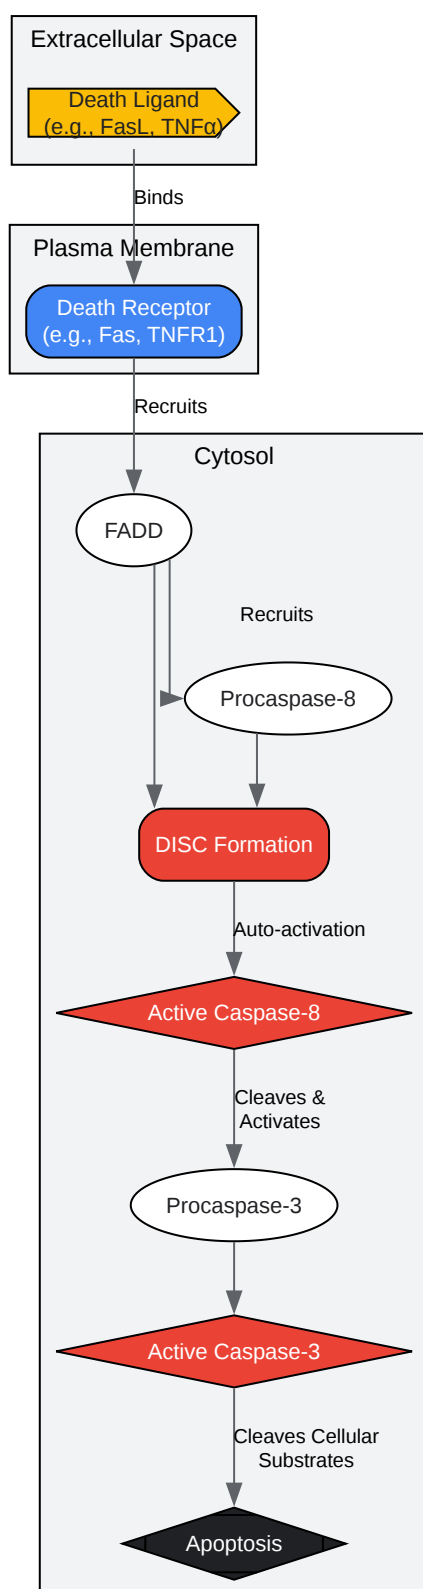 Extracellular Space
Death Ligand
(e.g., FasL, TNFα)
Binds
Plasma Membrane
Death Receptor
(e.g., Fas, TNFR1)
Recruits
Cytosol
FADD
Recruits
Procaspase-8
DISC Formation
Auto-activation
Active Caspase-8
Cleaves &
Activates
Procaspase-3
Active Caspase-3
Cleaves Cellular
Substrates
Apoptosis